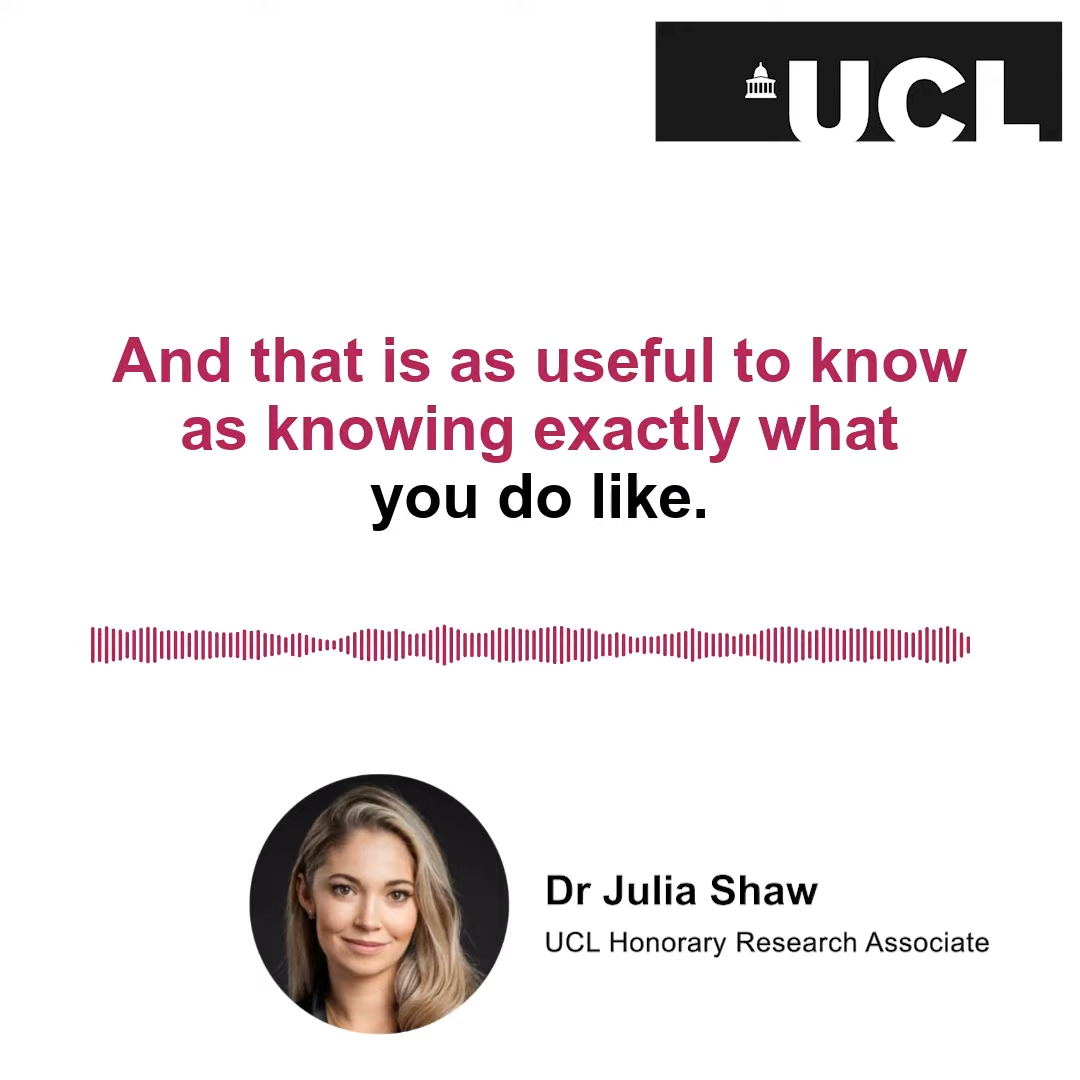 UCL
And that is as useful to know
as knowing exactly what
you do like.
Dr Julia Shaw
UCL Honorary Research Associate